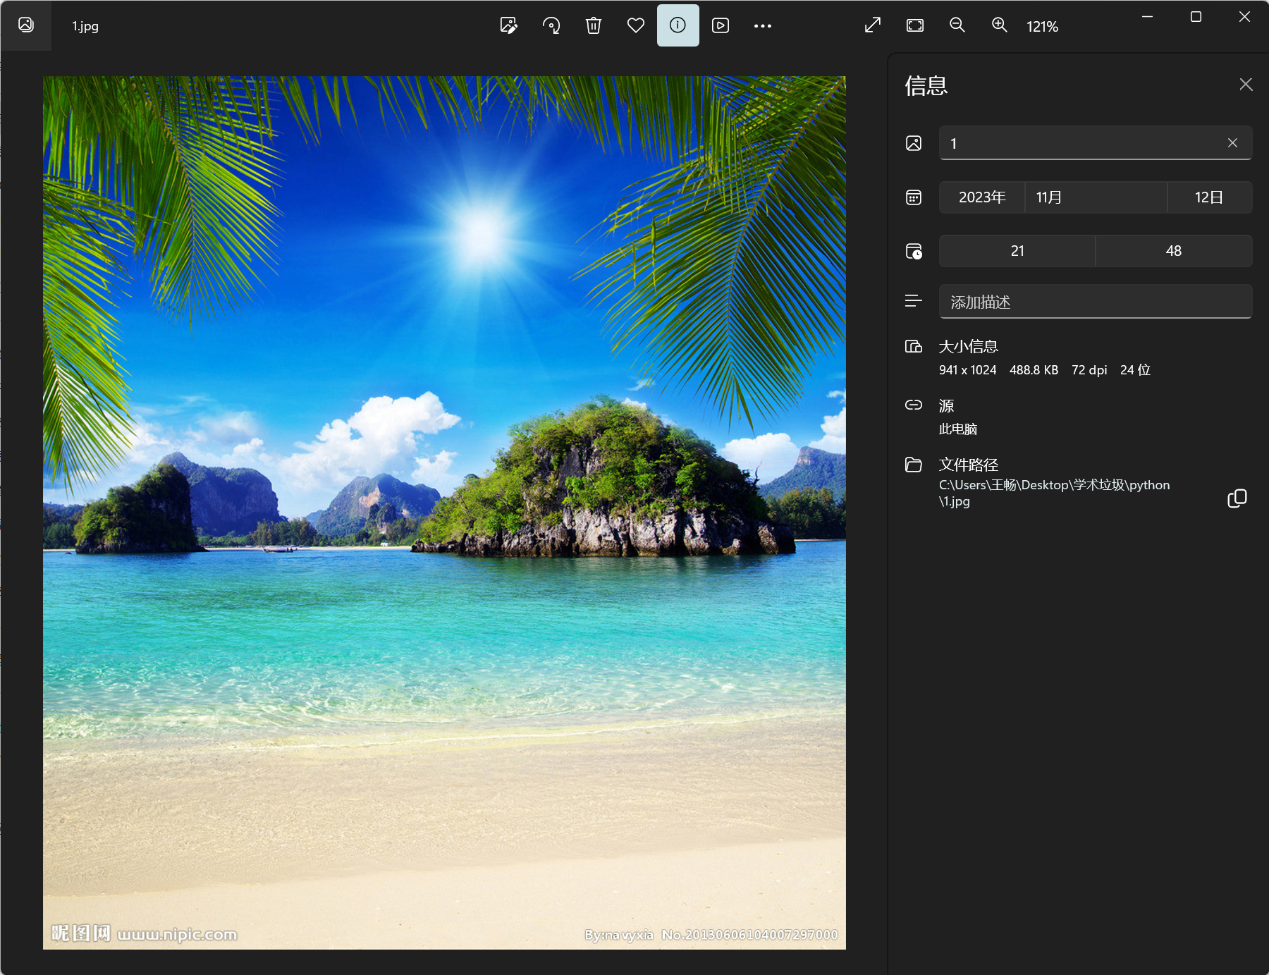 1.jpg
121%
信息
1
2023年 11月 12日
21 48
添加描述
大小信息
941 x 1024 488.8 KB 72 dpi 24 位
源
此电脑
文件路径
C:\Users\王畅\Desktop\学术垃圾\python
\1.jpg
昵图网 www.nipic.com
By:navyxia No.20130606104007297000